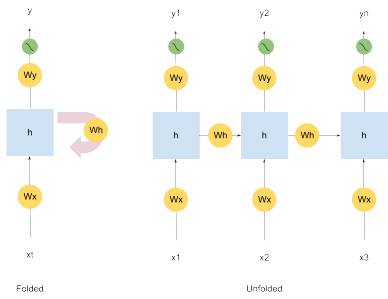 y y1 y2 yn
Wy Wy Wy Wy
h Wh h Wh h Wh h
Wx Wx Wx Wx
xt x1 x2 x3
Folded Unfolded